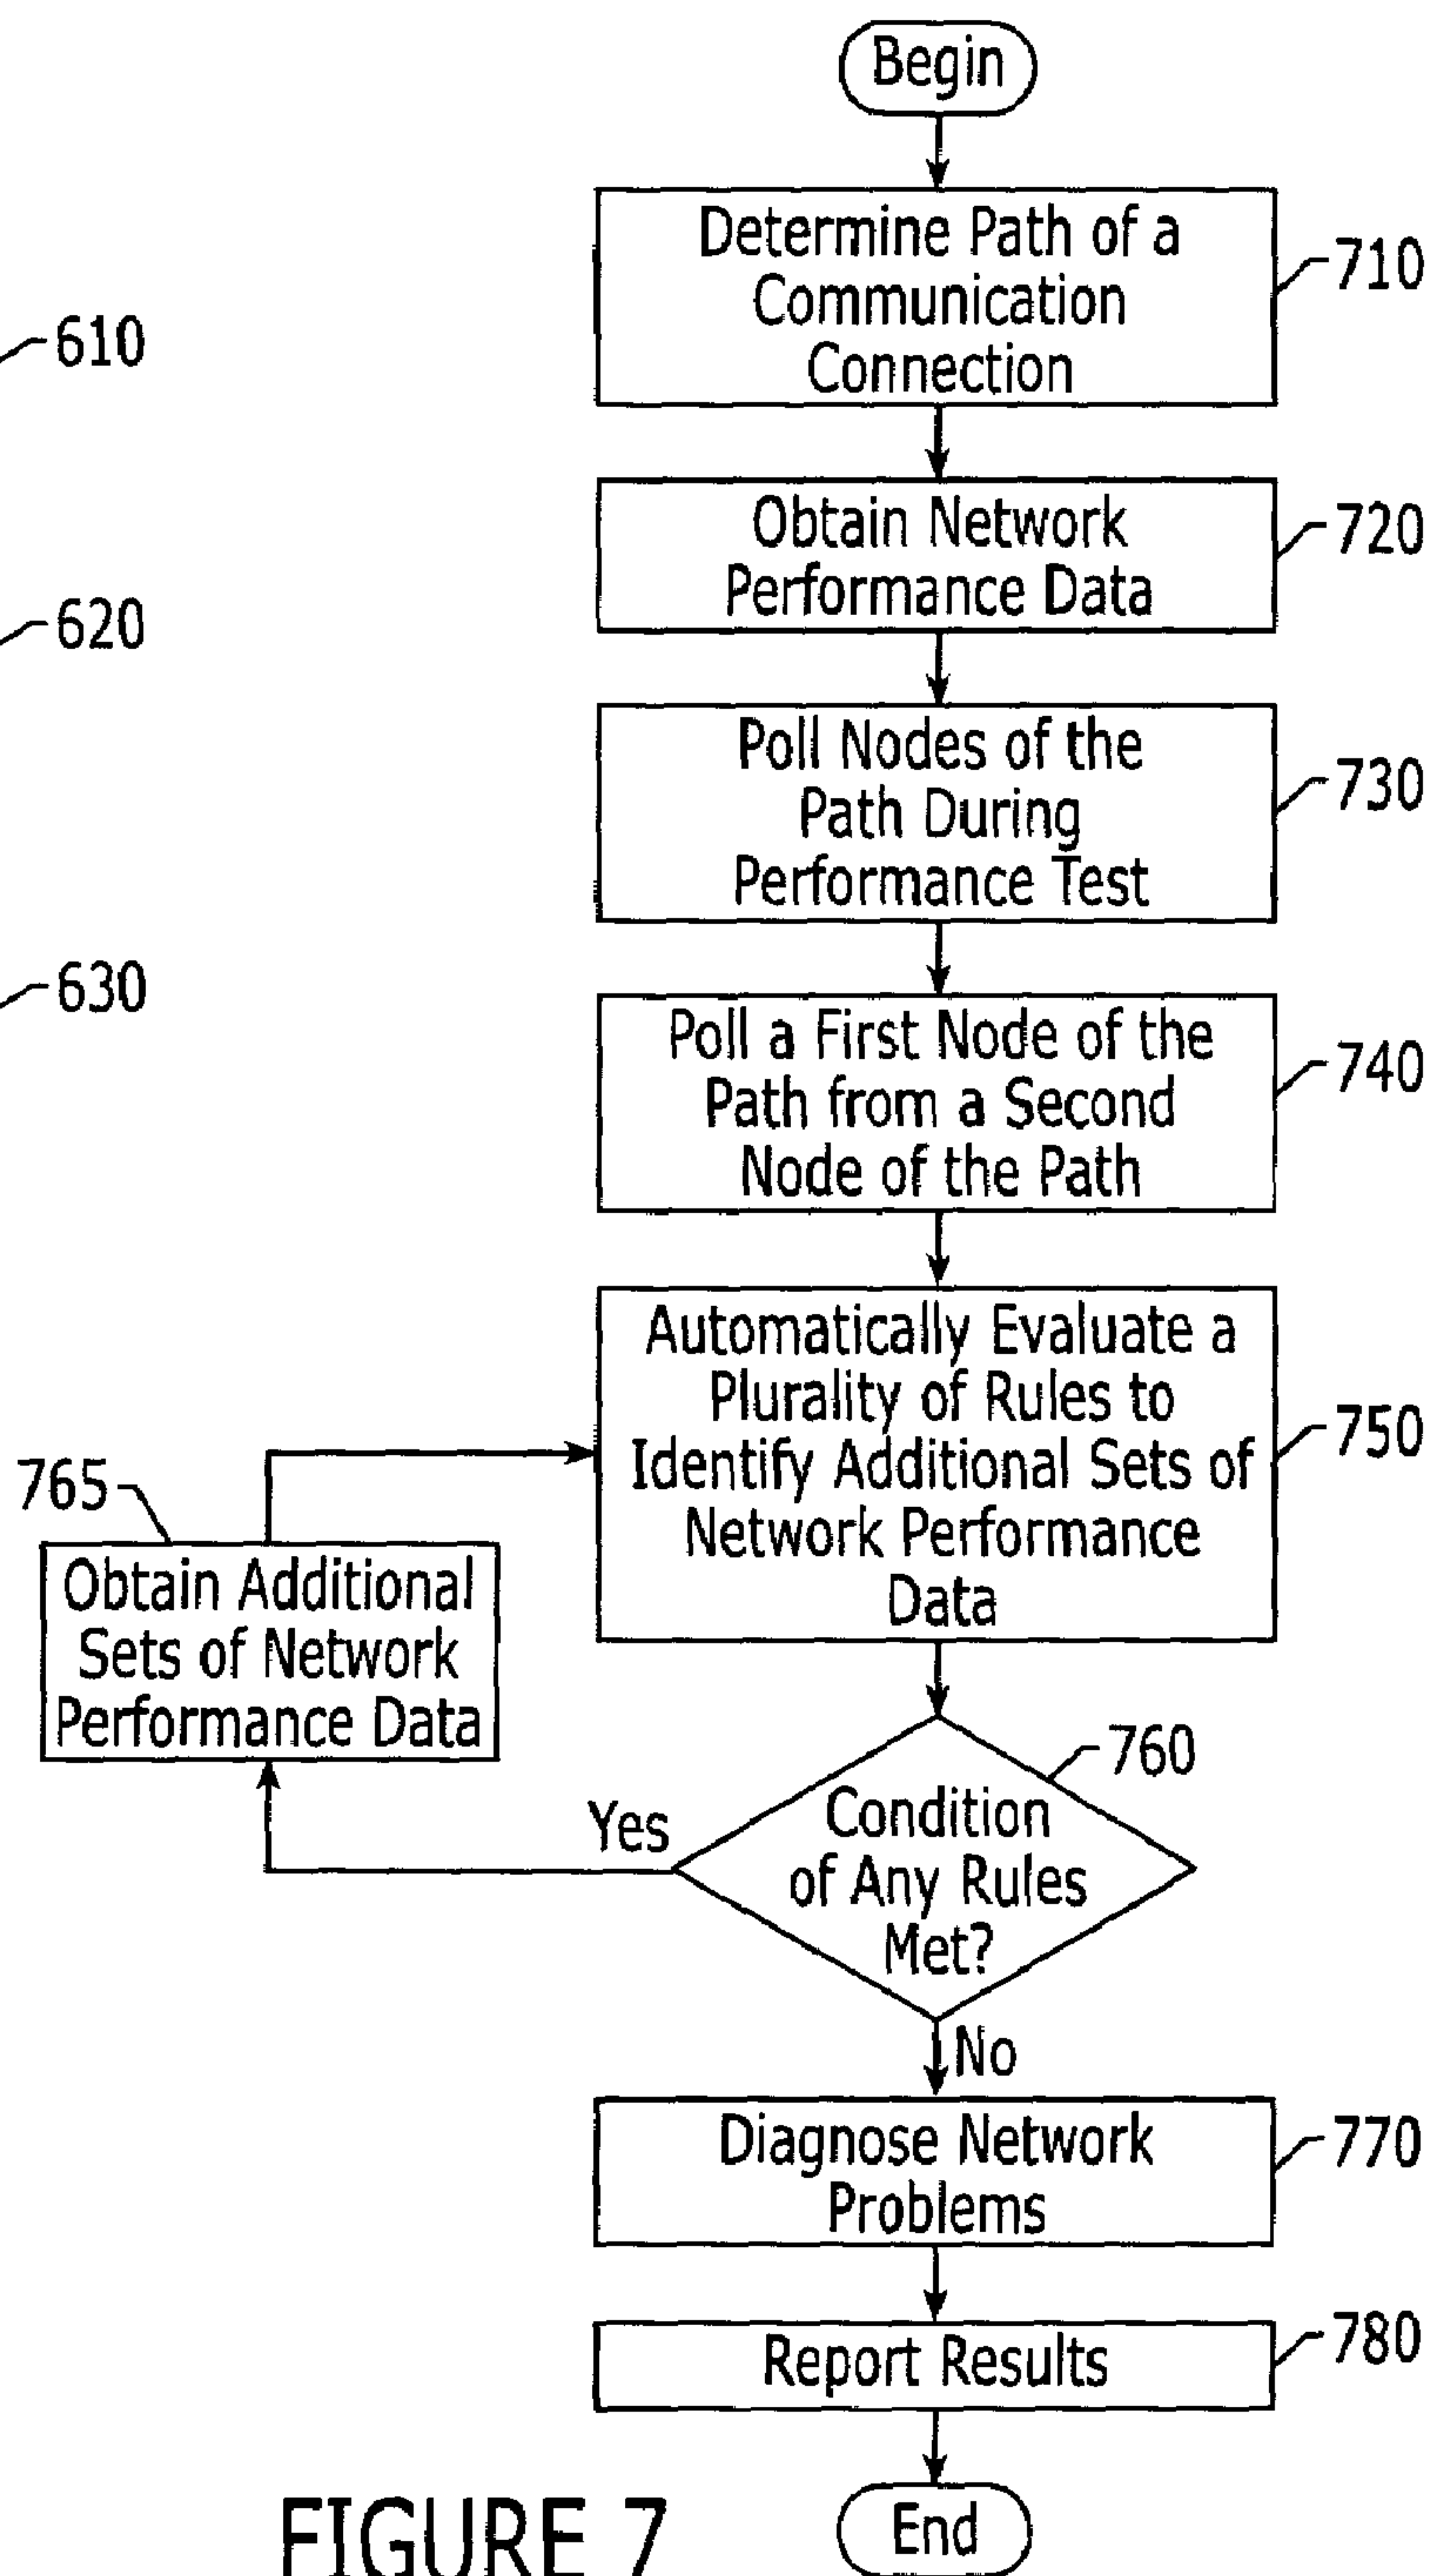 Begin
Determine Path of a
Communication
Connection
710
610
Obtain Network
Performance Data
720
620
Poll Nodes of the
Path During
Performance Test
730
630
Poll a First Node of the
Path from a Second
Node of the Path
740
Automatically Evaluate a
Plurality of Rules to
Identify Additional Sets of
Network Performance
Data
750
765
Obtain Additional
Sets of Network
Performance Data
760
Condition
of Any Rules
Met?
Yes
No
Diagnose Network
Problems
770
Report Results
780
End
FIGURE 7